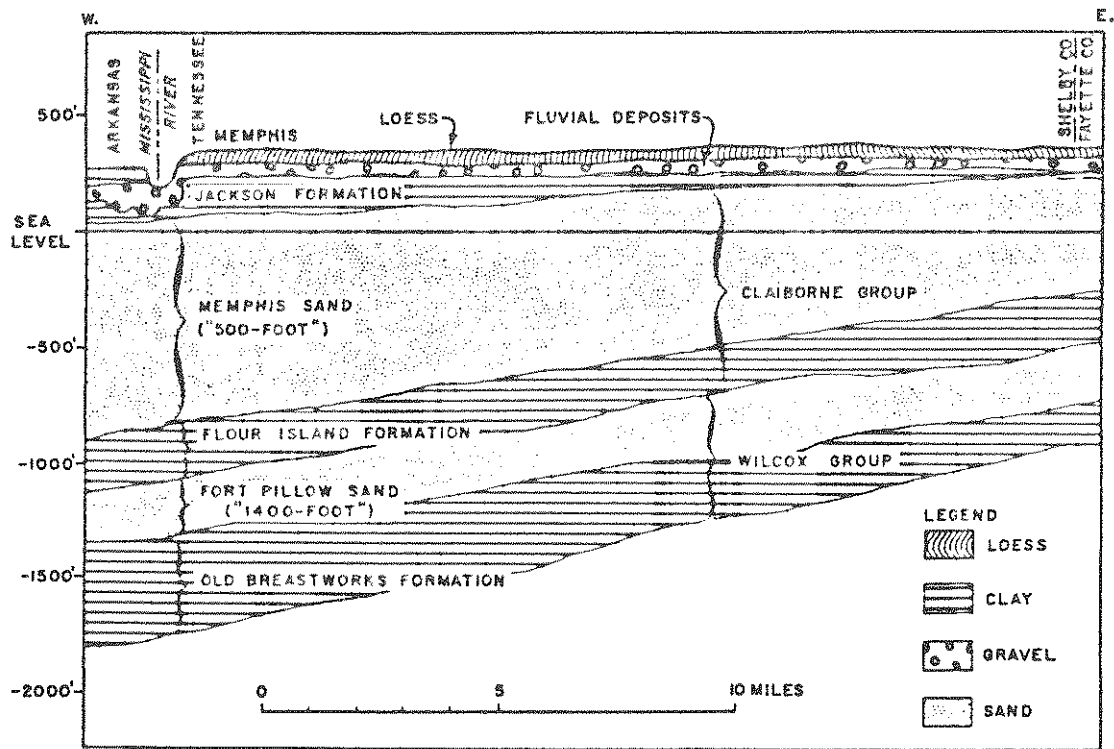 W.
E.
ARKANSAS
MISSISSIPPI
RIVER
TENNESSEE
SHELBY CO
FAYETTE CO
500'
MEMPHIS
LOESS
FLUVIAL DEPOSITS
JACKSON FORMATION
SEA
LEVEL
MEMPHIS SAND
("500-FOOT")
CLAIBORNE GROUP
-500'
FLOUR ISLAND FORMATION
-1000'
WILCOX GROUP
FORT PILLOW SAND
("1400-FOOT")
LEGEND
LOESS
-1500'
OLD BREASTWORKS FORMATION
CLAY
GRAVEL
-2000'
0 5 10 MILES
SAND